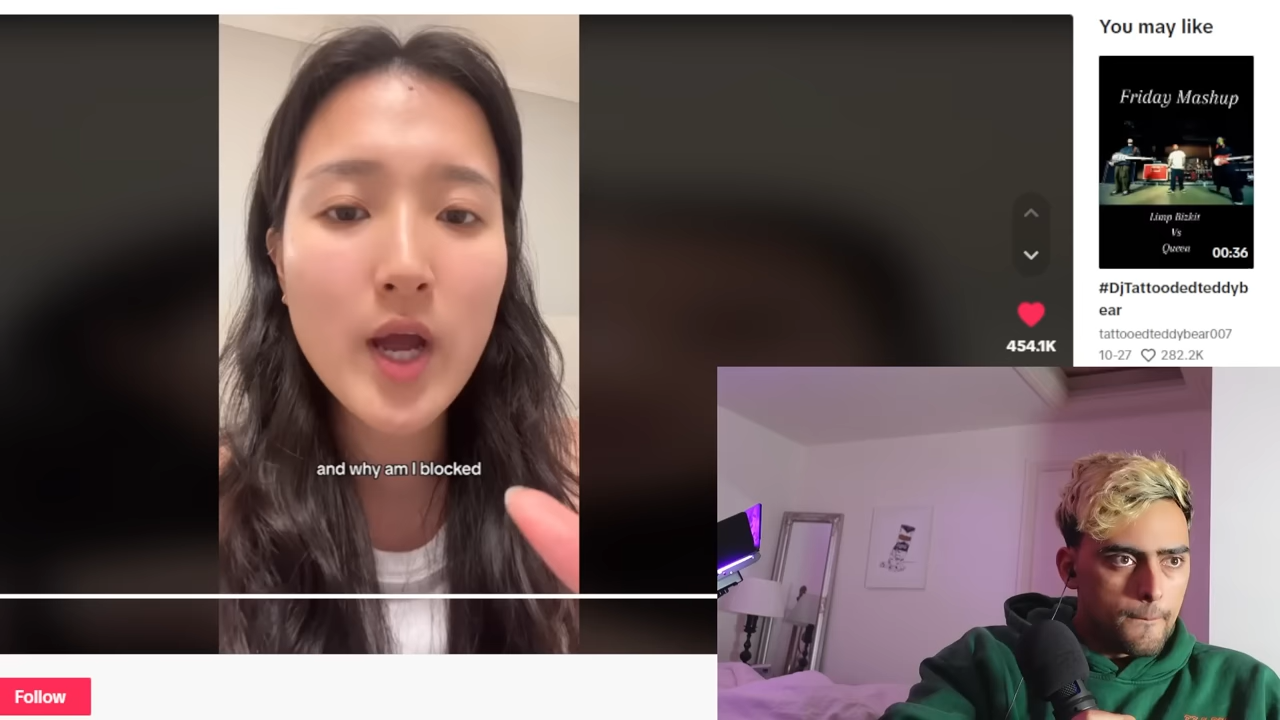 You may like
Friday Mashup
Limp Bizkit
Vs
Queen
00:36
#DjTattoodedteddyb
ear
tattooedteddybear007
10-27 282.2K
454.1K
and why am I blocked
Follow